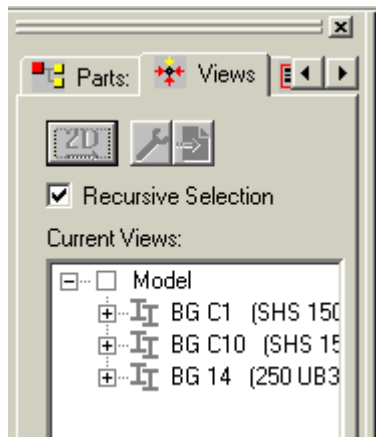 Parts: Views
2D
Recursive Selection
Current Views:
Model
BG C1 (SHS 150
BG C10 (SHS 15
BG 14 (250 UB3